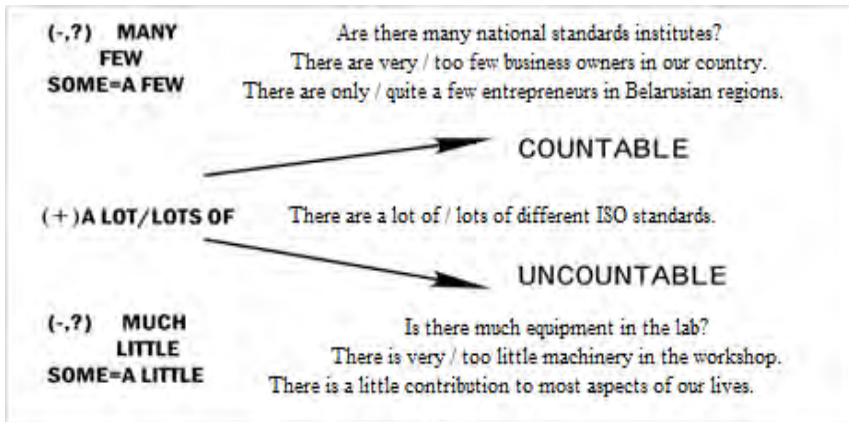 (-,?) MANY Are there many national standards institutes?
FEW There are very / too few business owners in our country.
SOME=A FEW There are only / quite a few entrepreneurs in Belarusian regions.
COUNTABLE
(+)A LOT/LOTS OF There are a lot of / lots of different ISO standards.
UNCOUNTABLE
(-,?) MUCH Is there much equipment in the lab?
LITTLE There is very / too little machinery in the workshop.
SOME=A LITTLE There is a little contribution to most aspects of our lives.